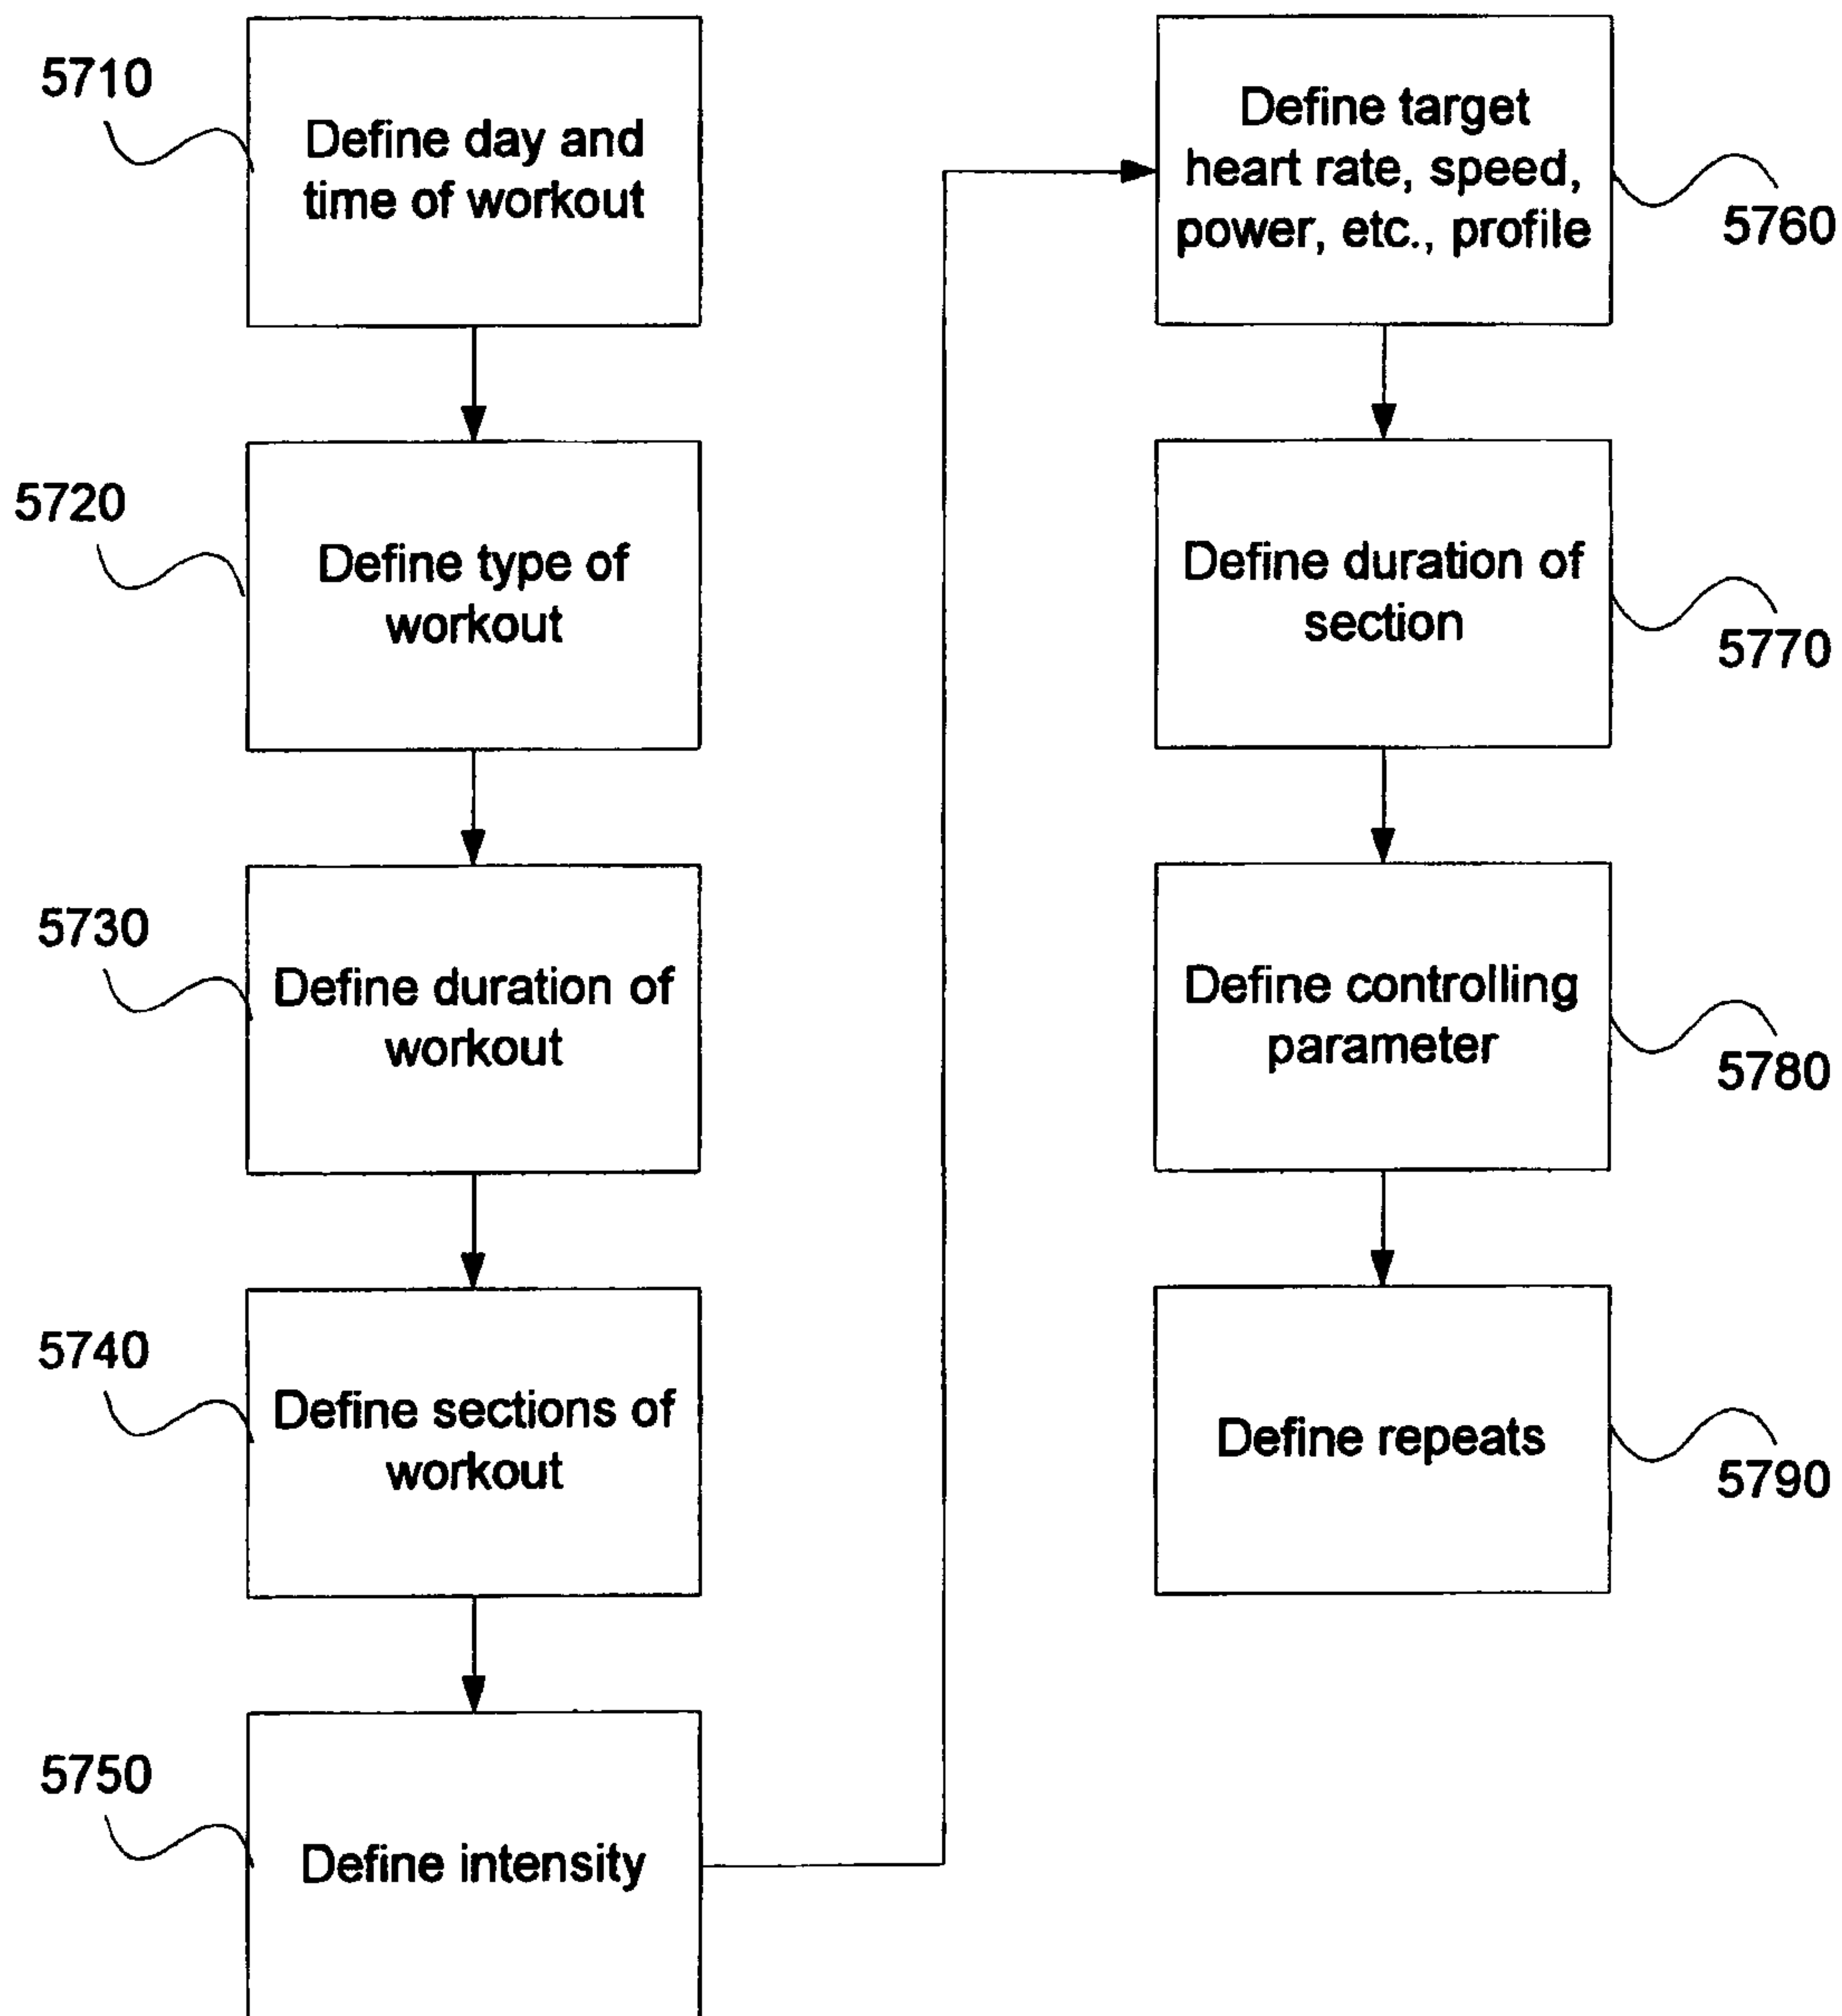 5710
Define day and
time of workout
5720
Define type of
workout
5730
Define duration of
workout
5740
Define sections of
workout
5750
Define intensity
Define target
heart rate, speed,
power, etc., profile
5760
Define duration of
section
5770
Define controlling
parameter
5780
Define repeats
5790